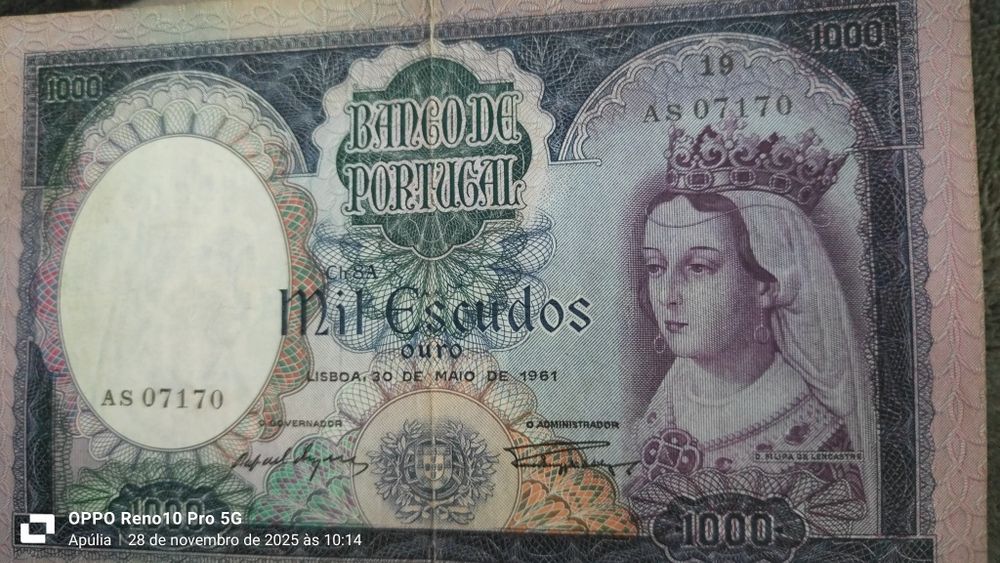 1000
1000
19
AS 07170
BANCO DE
PORTUGAL
Ch. 8A
Mil Escudos
ouro
LISBOA, 30 DE MAIO DE 1961
AS 07170
O GOVERNADOR
O ADMINISTRADOR
D. FILIPA DE LENCASTRE
1000
1000
OPPO Reno10 Pro 5G
Apúlia | 28 de novembro de 2025 às 10:14